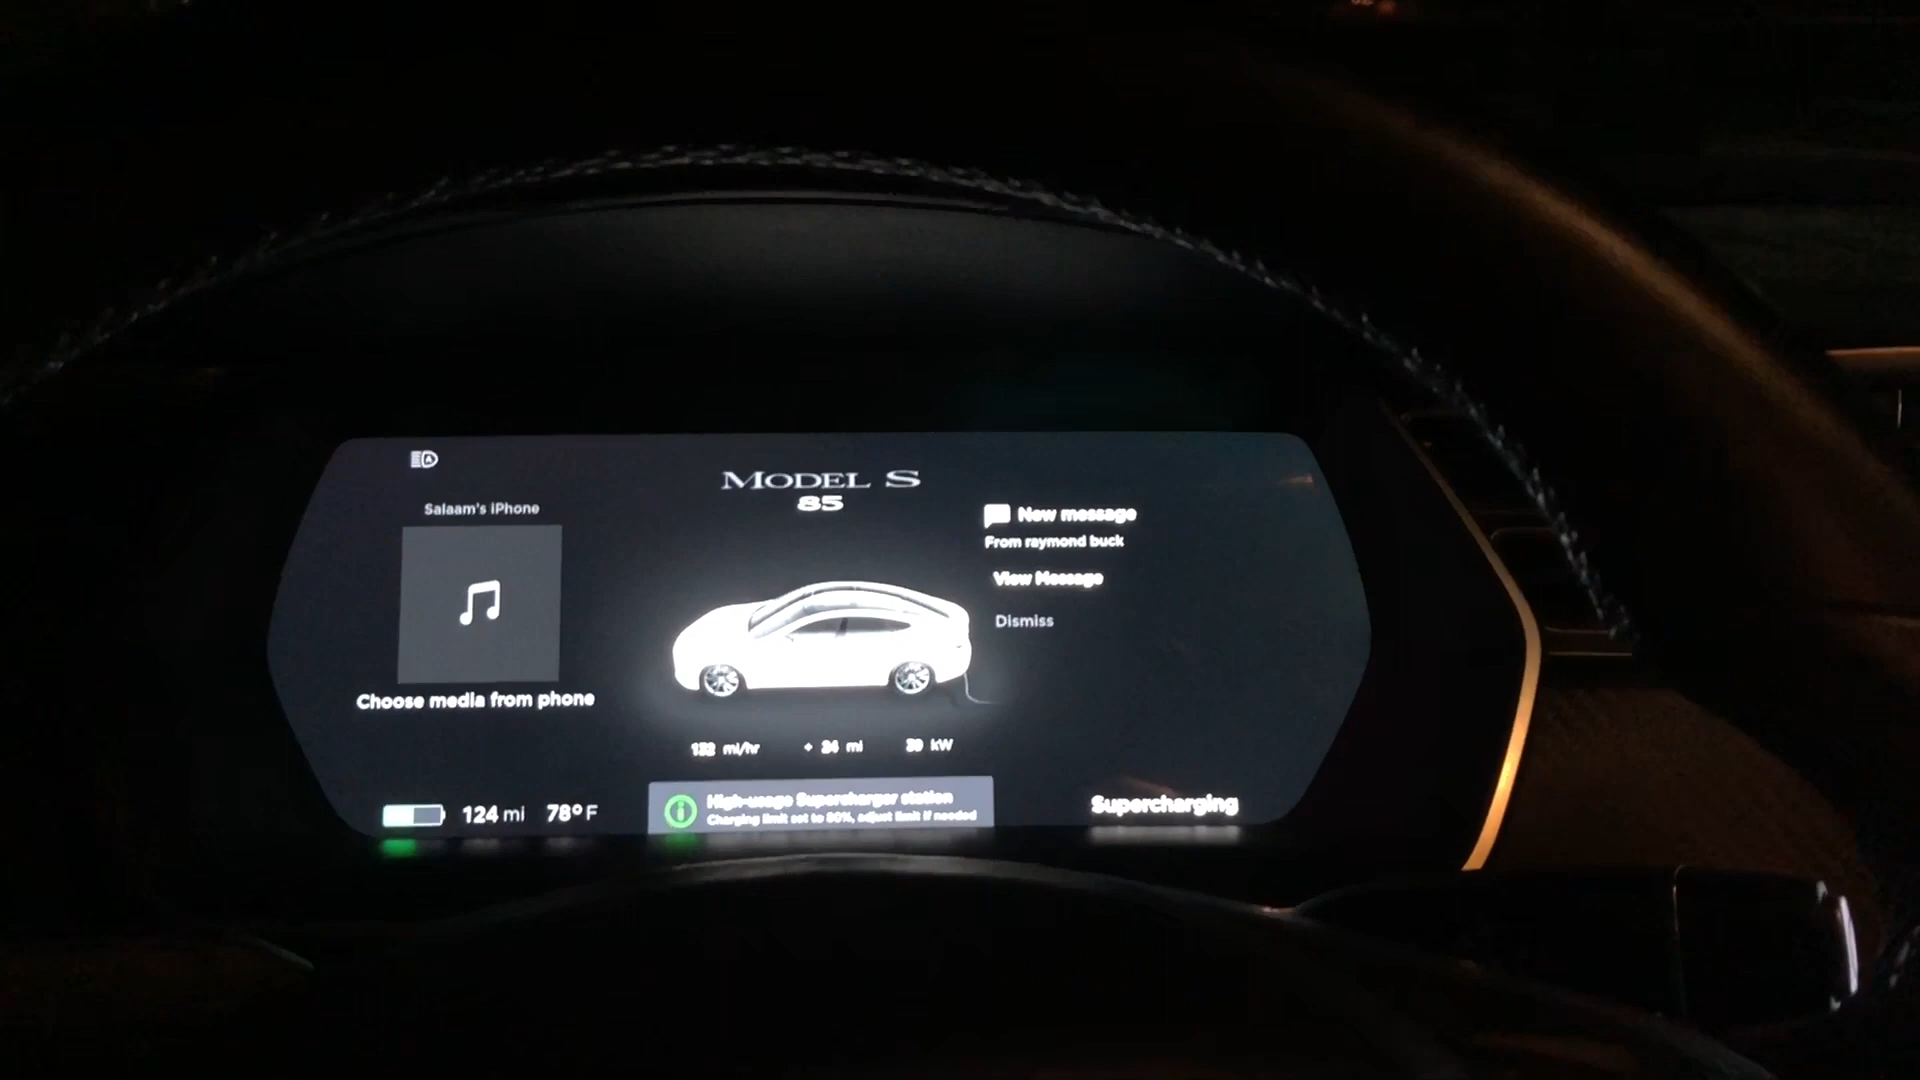 Salaam's iPhone
Choose media from phone
124 mi 78°F
MODEL S
85
mi/hr + mi kW
High-usage Supercharger station
Charging limit set to 80%, adjust limit if needed
New message
From raymond buck
View Message
Dismiss
Supercharging